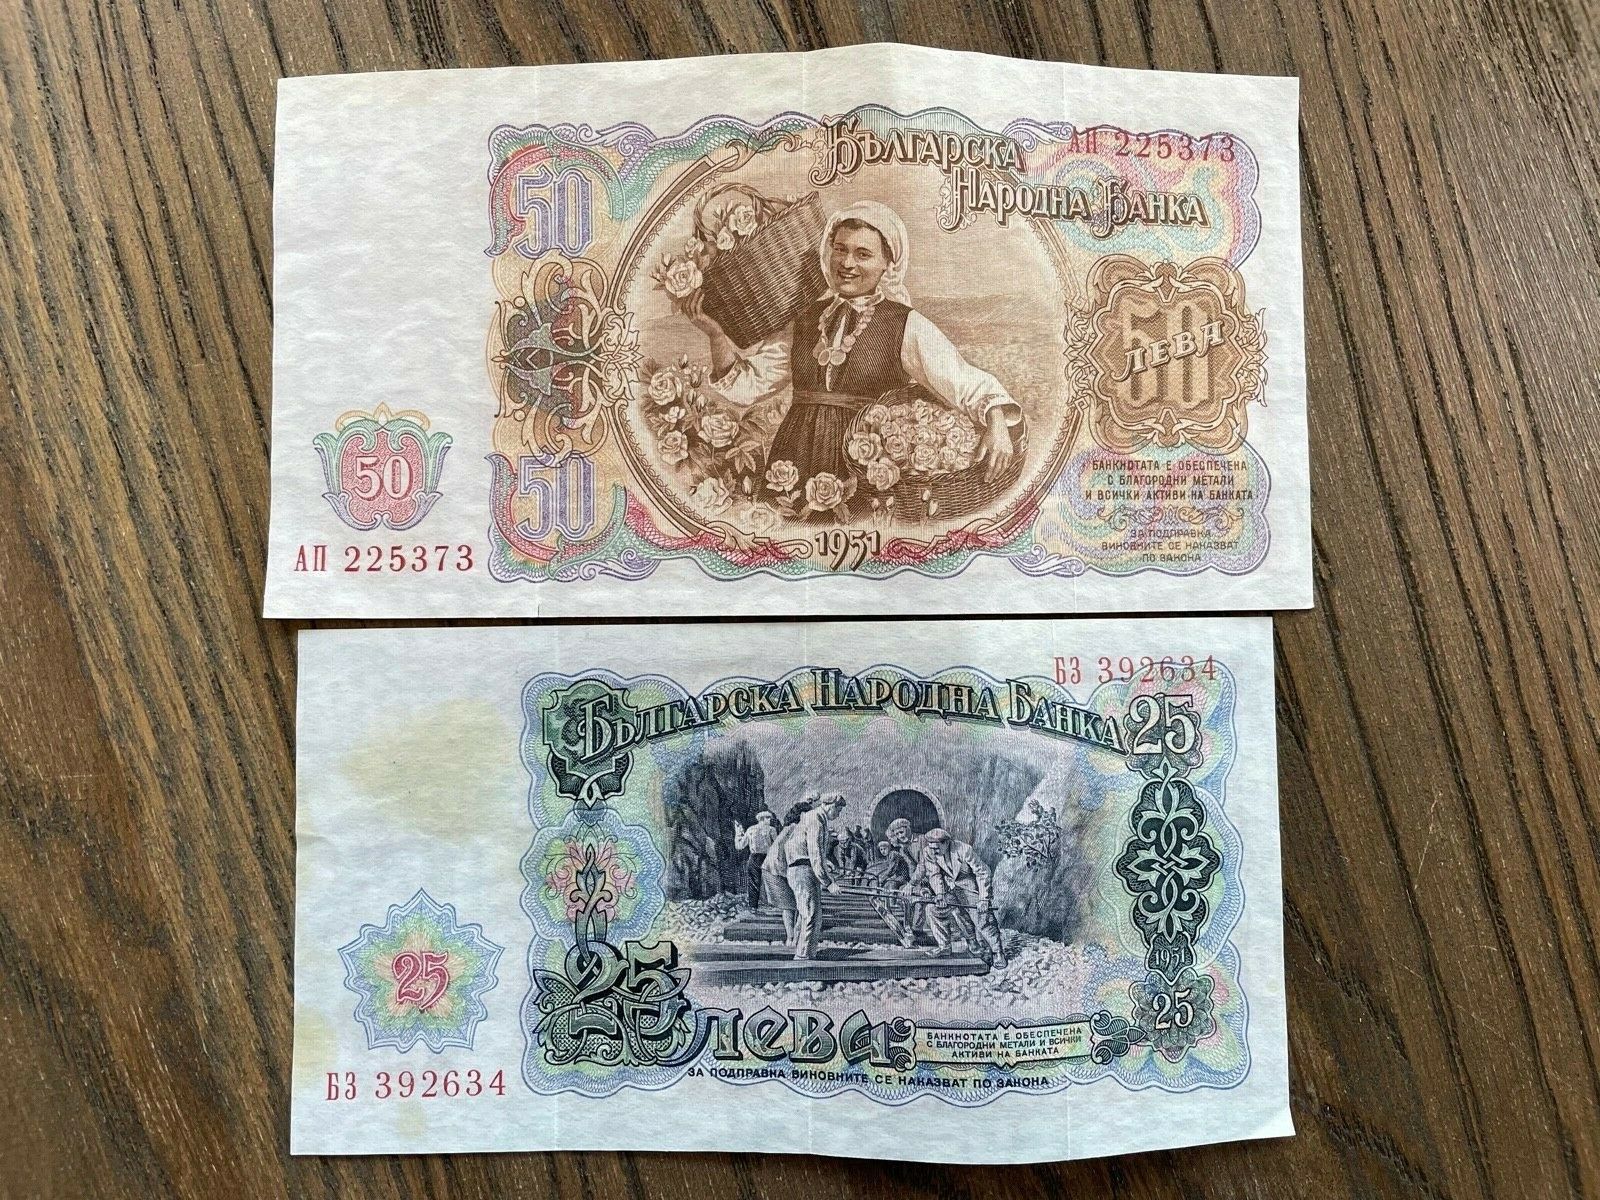 БЪЛГАРСКА
НАРОДНА БАНКА
АП 225373
50
50 ЛЕВА
50
50
БАНКНОТАТА Е ОБЕСПЕЧЕНА
С БЛАГОРОДНИ МЕТАЛИ
И ВСИЧКИ АКТИВИ НА БАНКАТА
ЗА ПОДПРАВКА
ВИНОВНИТЕ СЕ НАКАЗВАТ
ПО ЗАКОНА
1951
АП 225373
БЗ 392634
БЪЛГАРСКА НАРОДНА БАНКА
25
1951
25
25
25 ЛЕВА
БАНКНОТАТА Е ОБЕСПЕЧЕНА
С БЛАГОРОДНИ МЕТАЛИ И ВСИЧКИ
АКТИВИ НА БАНКАТА
ЗА ПОДПРАВКА ВИНОВНИТЕ СЕ НАКАЗВАТ ПО ЗАКОНА
БЗ 392634